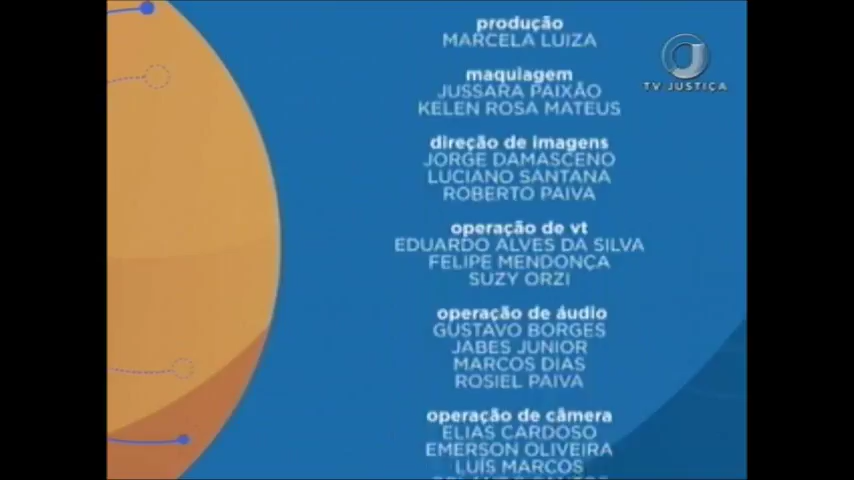 produção
MARCELA LUIZA
TV JUSTIÇA
maquiagem
JUSSARA PAIXÃO
KELEN ROSA MATEUS
direção de imagens
JORGE DAMASCENO
LUCIANO SANTANA
ROBERTO PAIVA
operação de vt
EDUARDO ALVES DA SILVA
FELIPE MENDONÇA
SUZY ORZI
operação de áudio
GUSTAVO BORGES
JABES JUNIOR
MARCOS DIAS
ROSIEL PAIVA
operação de câmera
ELIAS CARDOSO
EMERSON OLIVEIRA
LUÍS MARCOS